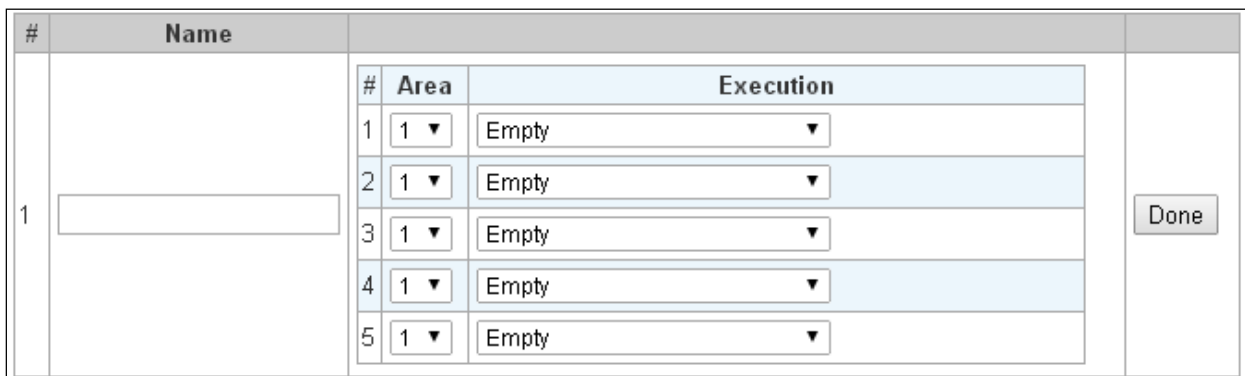 # Name
# Area Execution
1 1 Empty
2 1 Empty
1 3 1 Empty Done
4 1 Empty
5 1 Empty